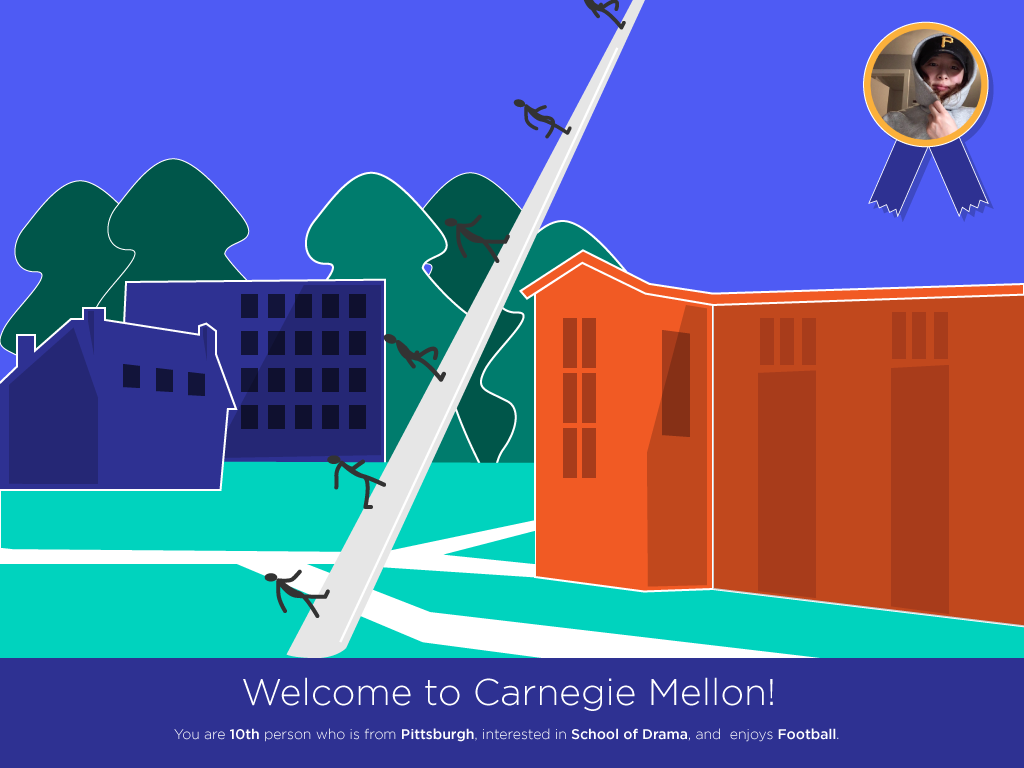 P
Welcome to Carnegie Mellon!
You are 10th person who is from Pittsburgh, interested in School of Drama, and  enjoys Football.